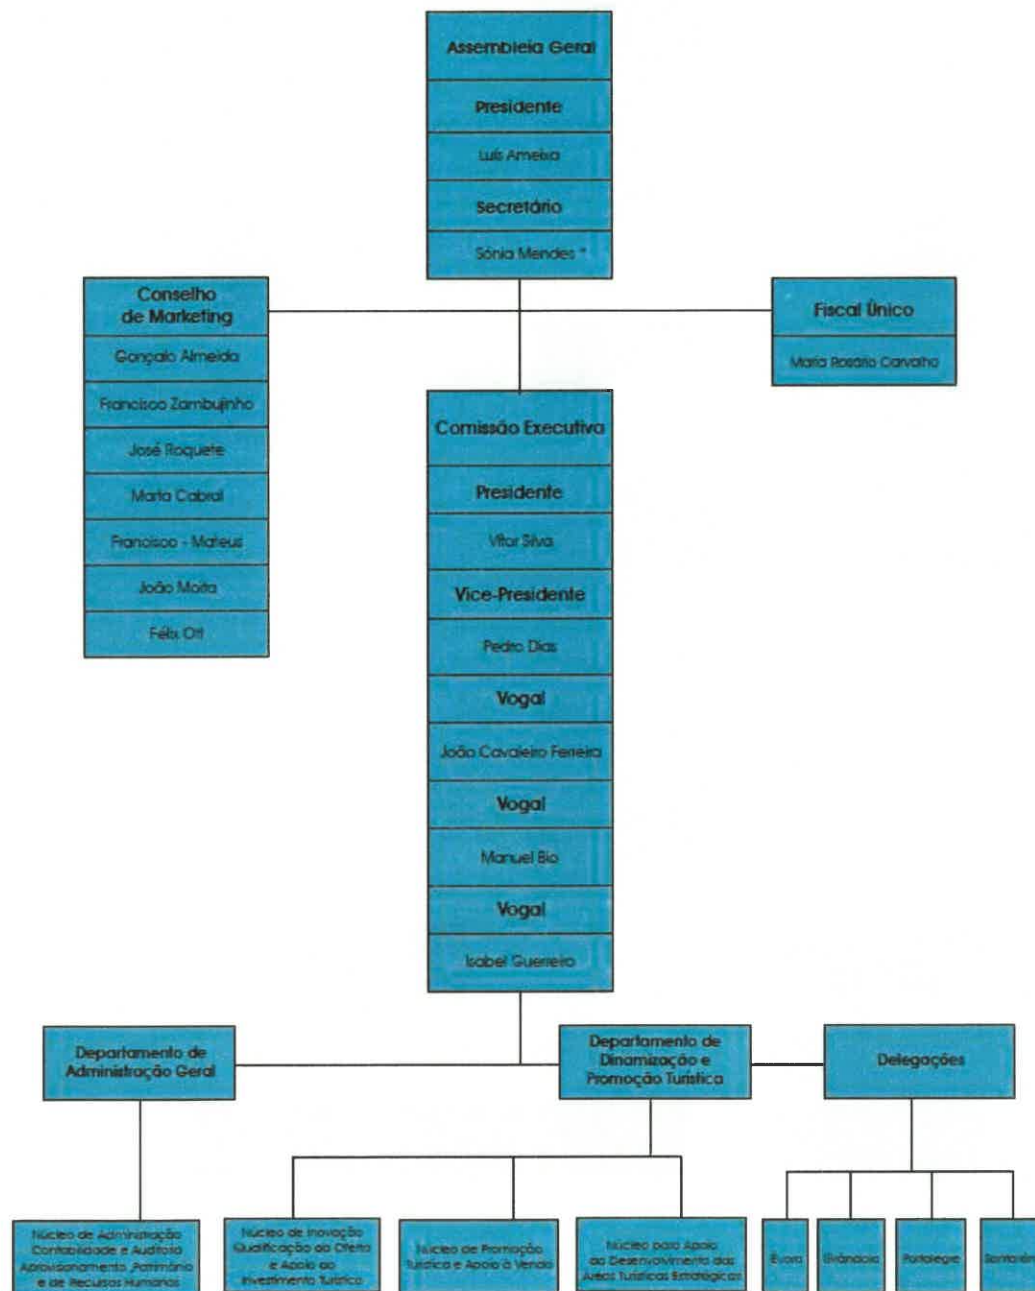 Assembleia Geral
Presidente
Luís Ameixa
Secretário
Sónia Mendes *
Conselho
de Marketing
Gonçalo Almeida
Francisco Zambujinho
José Roquete
Marta Cabral
Francisco - Mateus
João Moita
Félix Ott
Fiscal Único
Maria Rosário Carvalho
Comissão Executiva
Presidente
Vítor Silva
Vice-Presidente
Pedro Dias
Vogal
João Cavaleiro Ferreira
Vogal
Manuel Bio
Vogal
Isabel Guerreiro
Departamento de
Administração Geral
Departamento de
Dinamização e
Promoção Turística
Delegações
Núcleo de Administração
Contabilidade e Auditoria
Aprovisionamento ,Património
e de Recursos Humanos
Núcleo de Inovação
Qualificação da Oferta
e Apoio ao
Investimento Turístico
Núcleo de Promoção
Turística e Apoio à Venda
Núcleo para Apoio
ao Desenvolvimento das
Áreas Turísticas Estratégicas
Évora
Grândola
Portalegre
Santarém